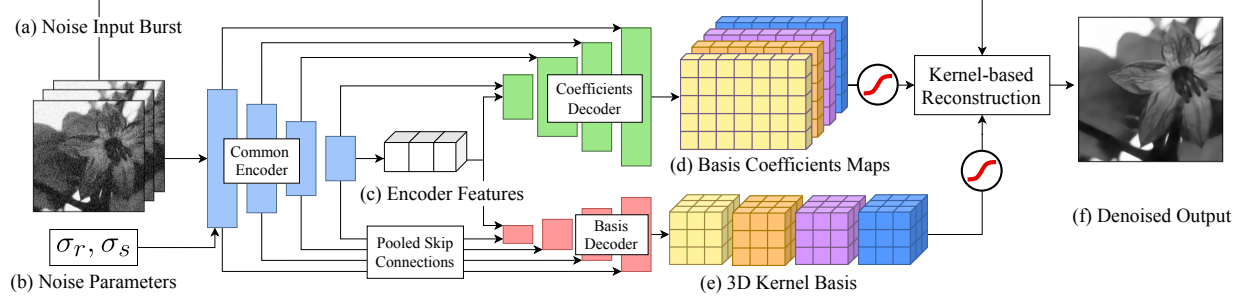 (a) Noise Input Burst
Common
Encoder
(c) Encoder Features
Coefficients
Decoder
(d) Basis Coefficients Maps
Kernel-based
Reconstruction
σr, σs
(b) Noise Parameters
Pooled Skip
Connections
Basis
Decoder
(e) 3D Kernel Basis
(f) Denoised Output